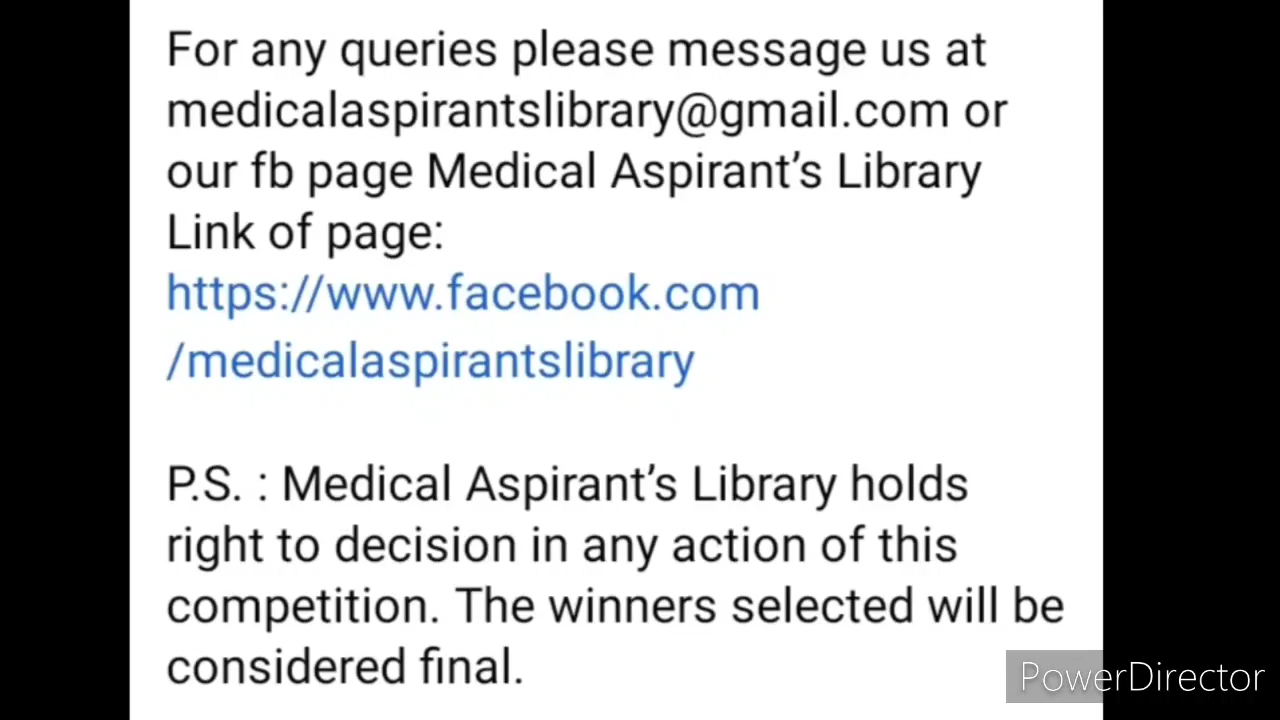 For any queries please message us at
medicalaspirantslibrary@gmail.com or
our fb page Medical Aspirant’s Library
Link of page:
https://www.facebook.com
/medicalaspirantslibrary
P.S. : Medical Aspirant’s Library holds
right to decision in any action of this
competition. The winners selected will be
considered final.
PowerDirector